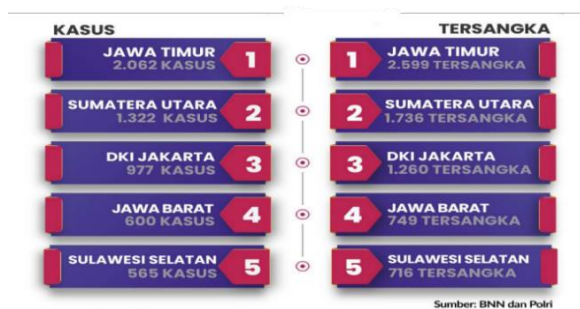 KASUS
JAWA TIMUR
2.062 KASUS
1
SUMATERA UTARA
1.322 KASUS
2
DKI JAKARTA
977 KASUS
3
JAWA BARAT
600 KASUS
4
SULAWESI SELATAN
565 KASUS
5
TERSANGKA
1
JAWA TIMUR
2.599 TERSANGKA
2
SUMATERA UTARA
1.736 TERSANGKA
3
DKI JAKARTA
1.260 TERSANGKA
4
JAWA BARAT
749 TERSANGKA
5
SULAWESI SELATAN
716 TERSANGKA
Sumber: BNN dan Polri